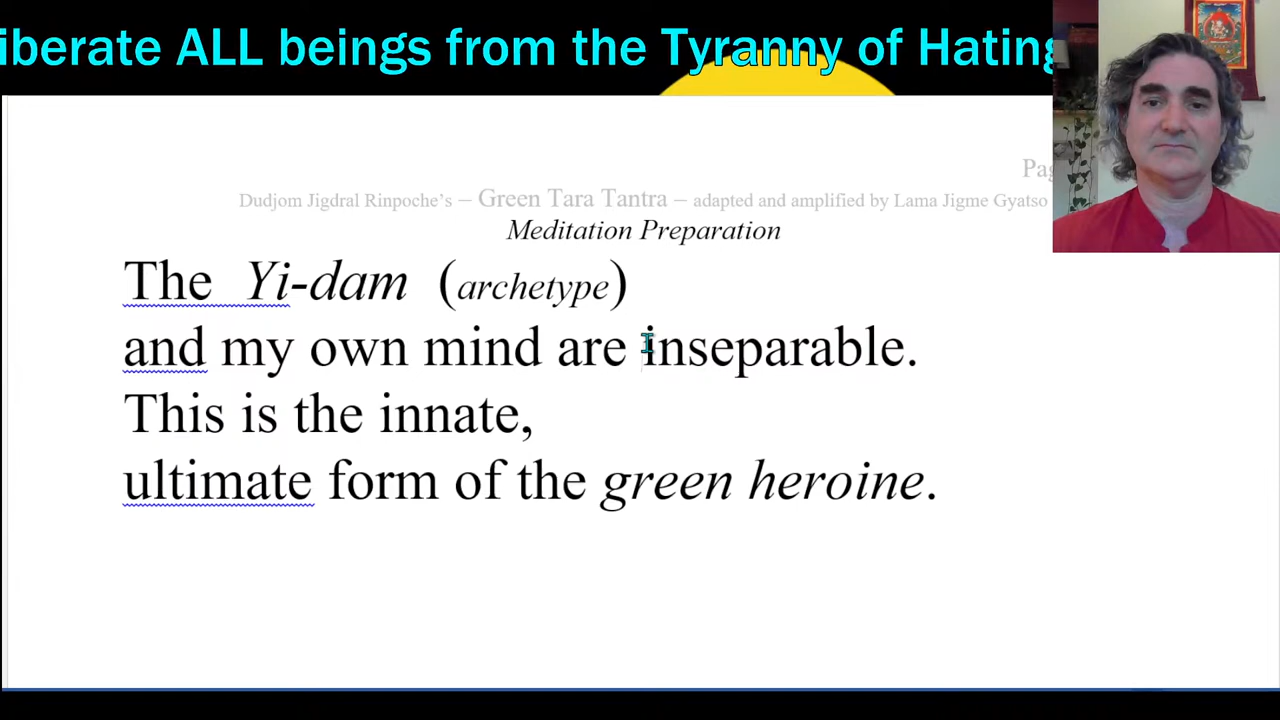 iberate ALL beings from the Tyranny of Hating
Pag
Dudjom Jigdral Rinpoche's – Green Tara Tantra – adapted and amplified by Lama Jigme Gyatso
Meditation Preparation
The Yi-dam (archetype)
and my own mind are inseparable.
This is the innate,
ultimate form of the green heroine.